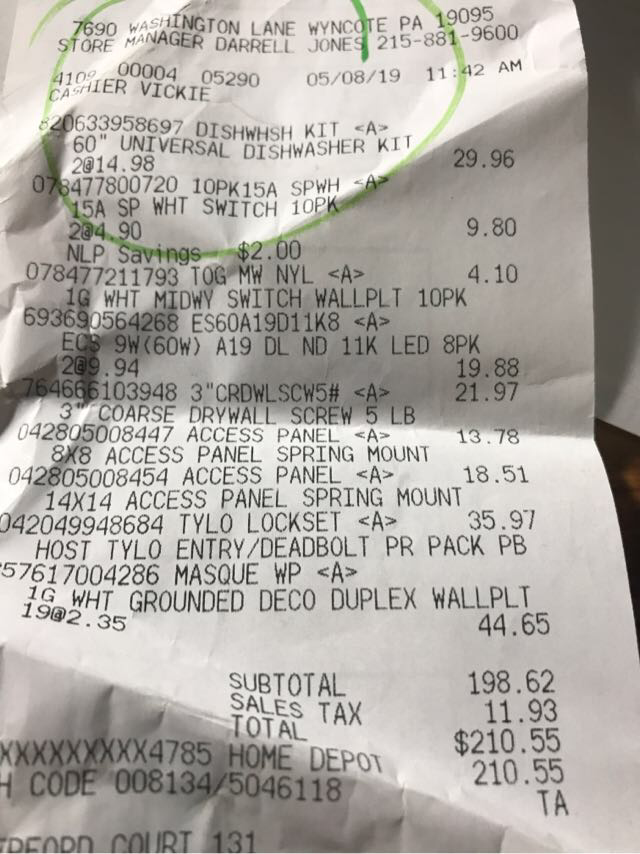 7690 WASHINGTON LANE WYNCOTE PA 19095
STORE MANAGER DARRELL JONES 215-881-9600
4109 00004 05290 05/08/19 11:42 AM
CASHIER VICKIE
820633958697 DISHWHSH KIT <A>
60" UNIVERSAL DISHWASHER KIT
2@14.98 29.96
078477800720 10PK15A SPWH <A>
15A SP WHT SWITCH 10PK
2@4.90 9.80
NLP Savings $2.00
078477211793 TOG MW NYL <A> 4.10
1G WHT MIDWY SWITCH WALLPLT 10PK
693690564268 ES60A19D11K8 <A>
ECS 9W(60W) A19 DL ND 11K LED 8PK
2@9.94 19.88
764666103948 3"CRDWLSCW5# <A> 21.97
3" COARSE DRYWALL SCREW 5 LB
042805008447 ACCESS PANEL <A> 13.78
8X8 ACCESS PANEL SPRING MOUNT
042805008454 ACCESS PANEL <A> 18.51
14X14 ACCESS PANEL SPRING MOUNT
042049948684 TYLO LOCKSET <A> 35.97
HOST TYLO ENTRY/DEADBOLT PR PACK PB
57617004286 MASQUE WP <A>
1G WHT GROUNDED DECO DUPLEX WALLPLT
19@2.35 44.65
SUBTOTAL 198.62
SALES TAX 11.93
TOTAL $210.55
XXXXXXXXX4785 HOME DEPOT 210.55
H CODE 008134/5046118 TA
COURT 131